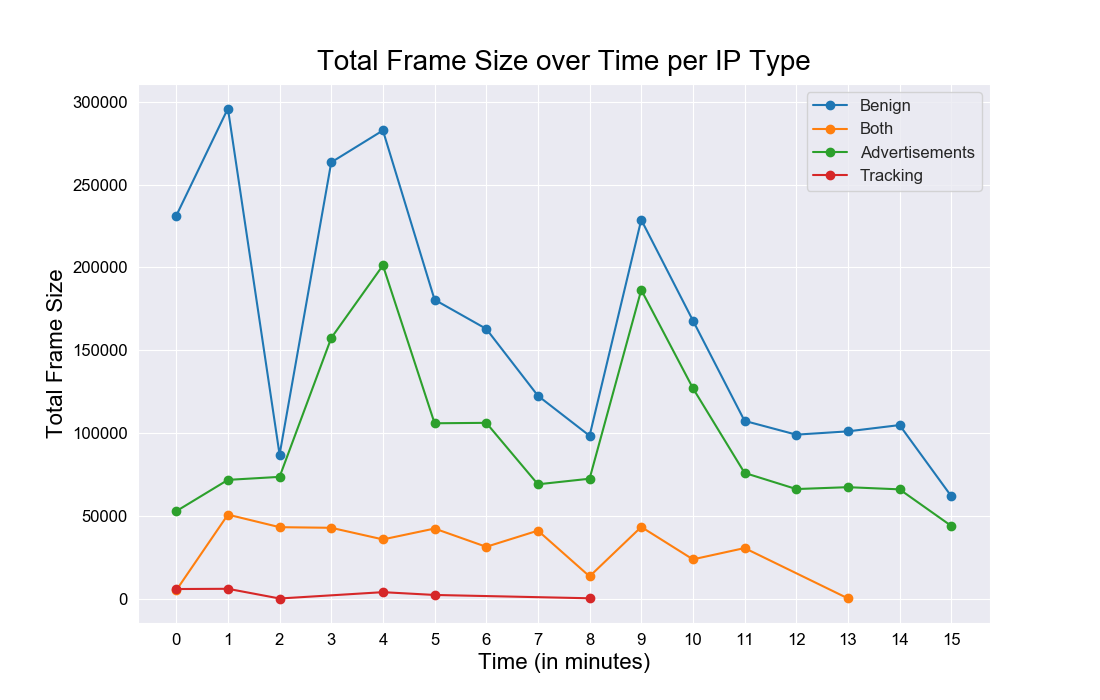 Total Frame Size over Time per IP Type
300000
250000
200000
150000
100000
50000
0
Total Frame Size
Benign
Both
Advertisements
Tracking
0 1 2 3 4 5 6 7 8 9 10 11 12 13 14 15
Time (in minutes)